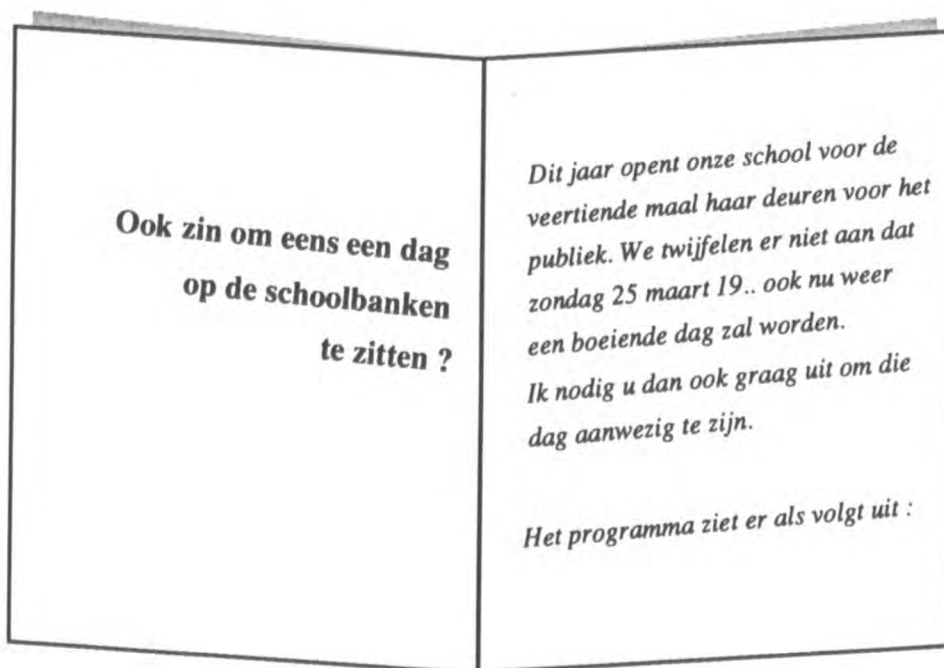 Ook zin om eens een dag
op de schoolbanken
te zitten ?
Dit jaar opent onze school voor de
veertiende maal haar deuren voor het
publiek. We twijfelen er niet aan dat
zondag 25 maart 19.. ook nu weer
een boeiende dag zal worden.
Ik nodig u dan ook graag uit om die
dag aanwezig te zijn.
Het programma ziet er als volgt uit :